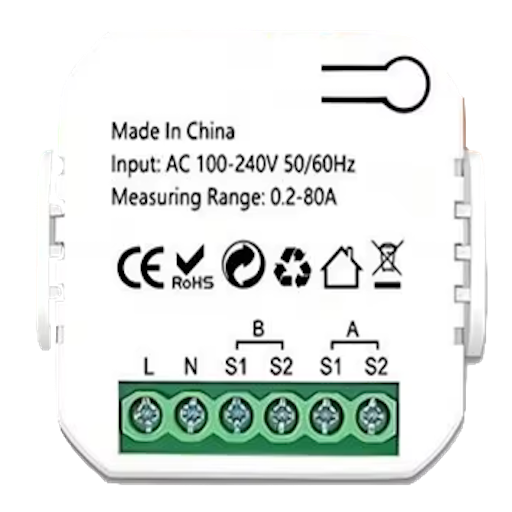 Made In China
Input: AC 100-240V 50/60Hz
Measuring Range: 0.2-80A
CE RoHS
B A
L N S1 S2 S1 S2